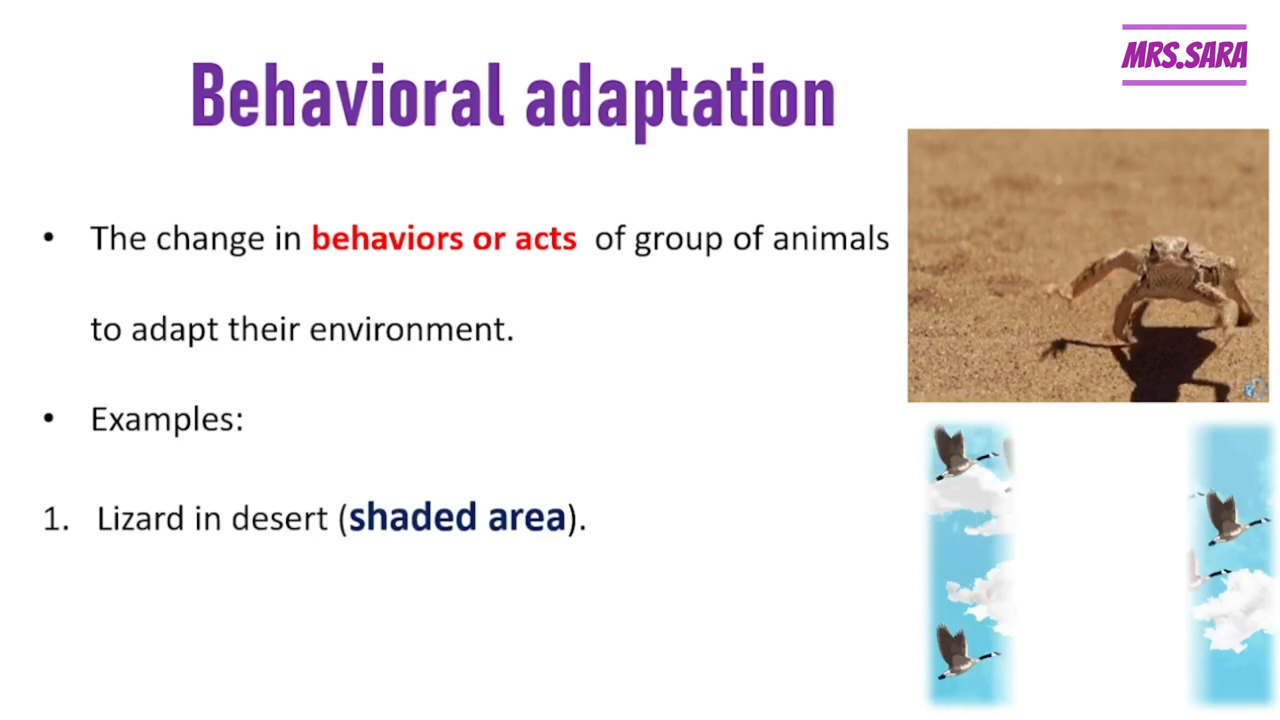 MRS.SARA
Behavioral adaptation
• The change in behaviors or acts of group of animals
to adapt their environment.
• Examples:
1. Lizard in desert (shaded area).